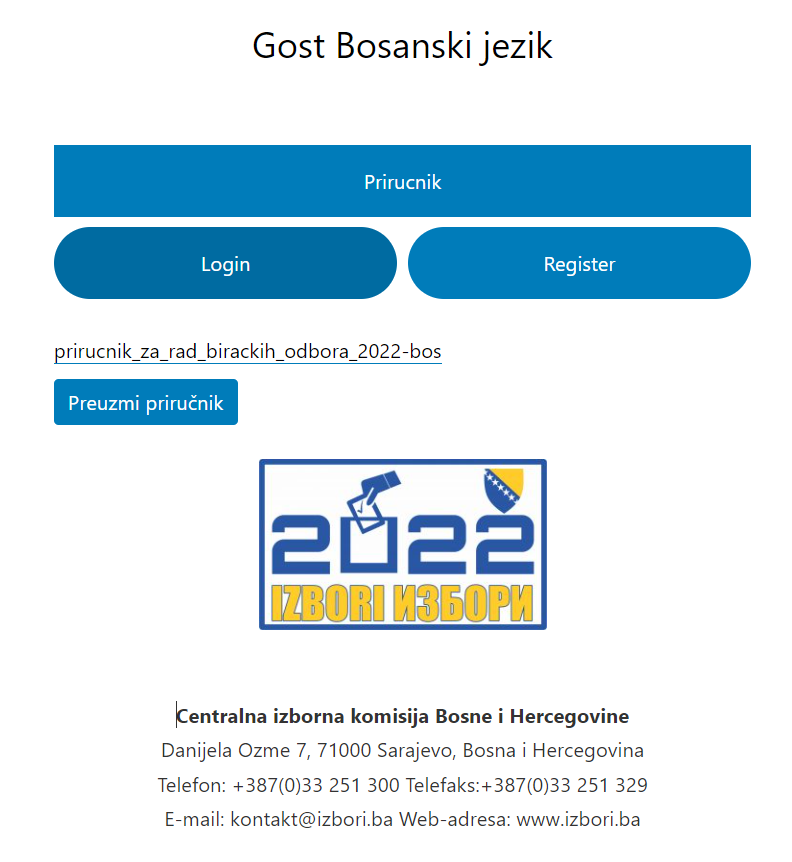 Gost Bosanski jezik
Prirucnik
Login
Register
prirucnik_za_rad_birackih_odbora_2022-bos
Preuzmi priručnik
2022
IZBORI ИЗБОРИ
Centralna izborna komisija Bosne i Hercegovine
Danijela Ozme 7, 71000 Sarajevo, Bosna i Hercegovina
Telefon: +387(0)33 251 300 Telefaks:+387(0)33 251 329
E-mail: kontakt@izbori.ba Web-adresa: www.izbori.ba